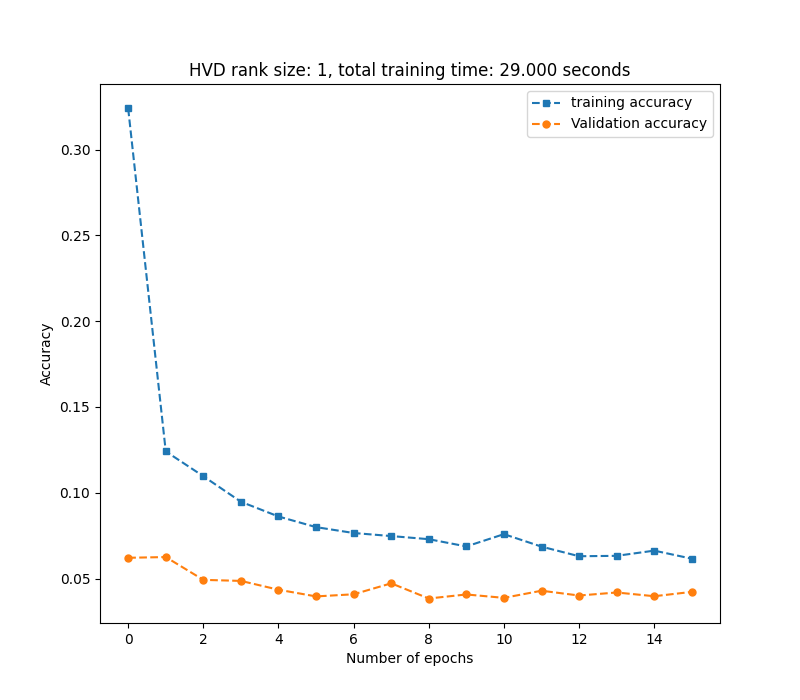 HVD rank size: 1, total training time: 29.000 seconds
training accuracy
Validation accuracy
0.30
0.25
0.20
0.15
0.10
0.05
Accuracy
0 2 4 6 8 10 12 14
Number of epochs